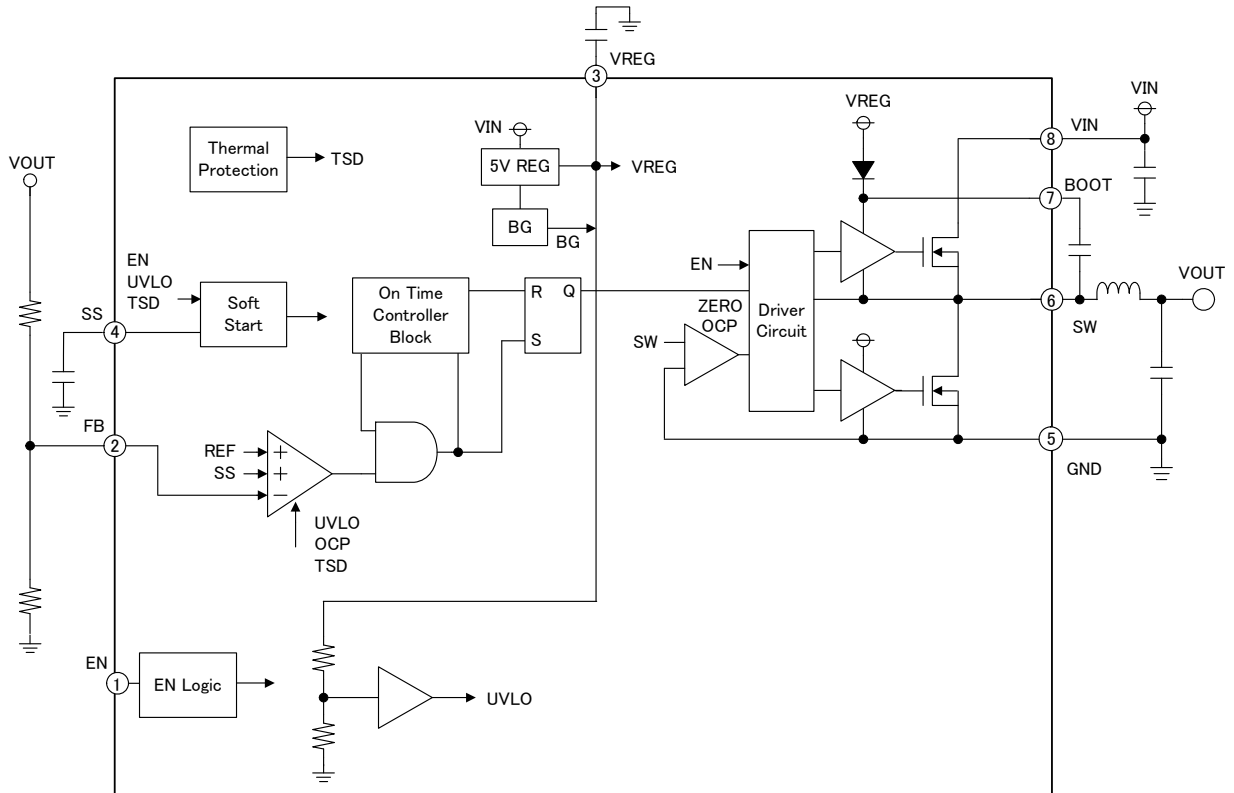 VREG
3
VIN
VREG
VIN
8
Thermal
Protection
TSD
VIN
5V REG
VREG
VOUT
BOOT
7
BG
BG
EN
UVLO
TSD
Soft
Start
On Time
Controller
Block
R
Q
S
EN
ZERO
OCP
Driver
Circuit
SW
VOUT
6
SW
SS
4
FB
2
REF
SS
+
+
−
UVLO
OCP
TSD
5
GND
EN
1
EN Logic
UVLO